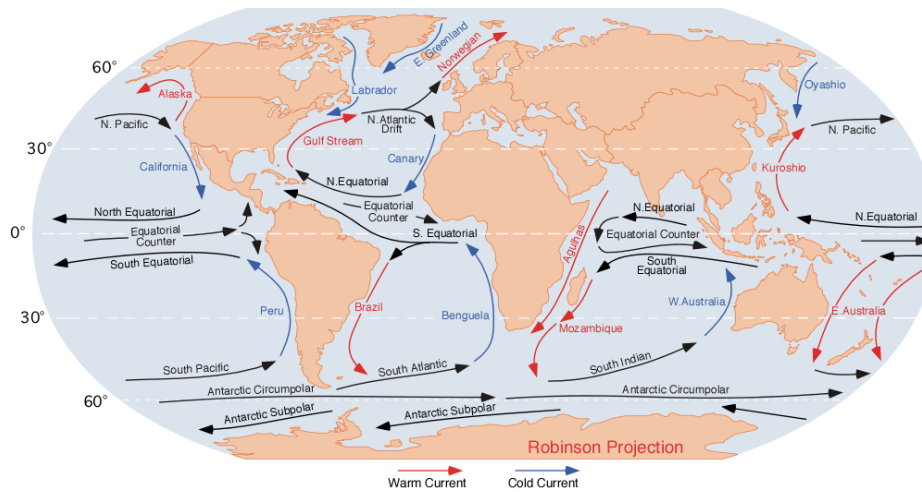 E. Greenland
Norwegian
60°
Alaska
Labrador
Oyashio
N. Pacific
N. Atlantic
Drift
N. Pacific
Gulf Stream
30°
California
Canary
Kuroshio
N.Equatorial
North Equatorial
Equatorial
Counter
N.Equatorial
N.Equatorial
0°
Equatorial
Counter
S. Equatorial
Agulhas
Equatorial Counter
South Equatorial
South
Equatorial
Peru
Brazil
Benguela
W.Australia
E.Australia
30°
Mozambique
South Pacific
South Atlantic
South Indian
Antarctic Circumpolar
Antarctic Circumpolar
60°
Antarctic Subpolar
Antarctic Subpolar
Robinson Projection
Warm Current
Cold Current